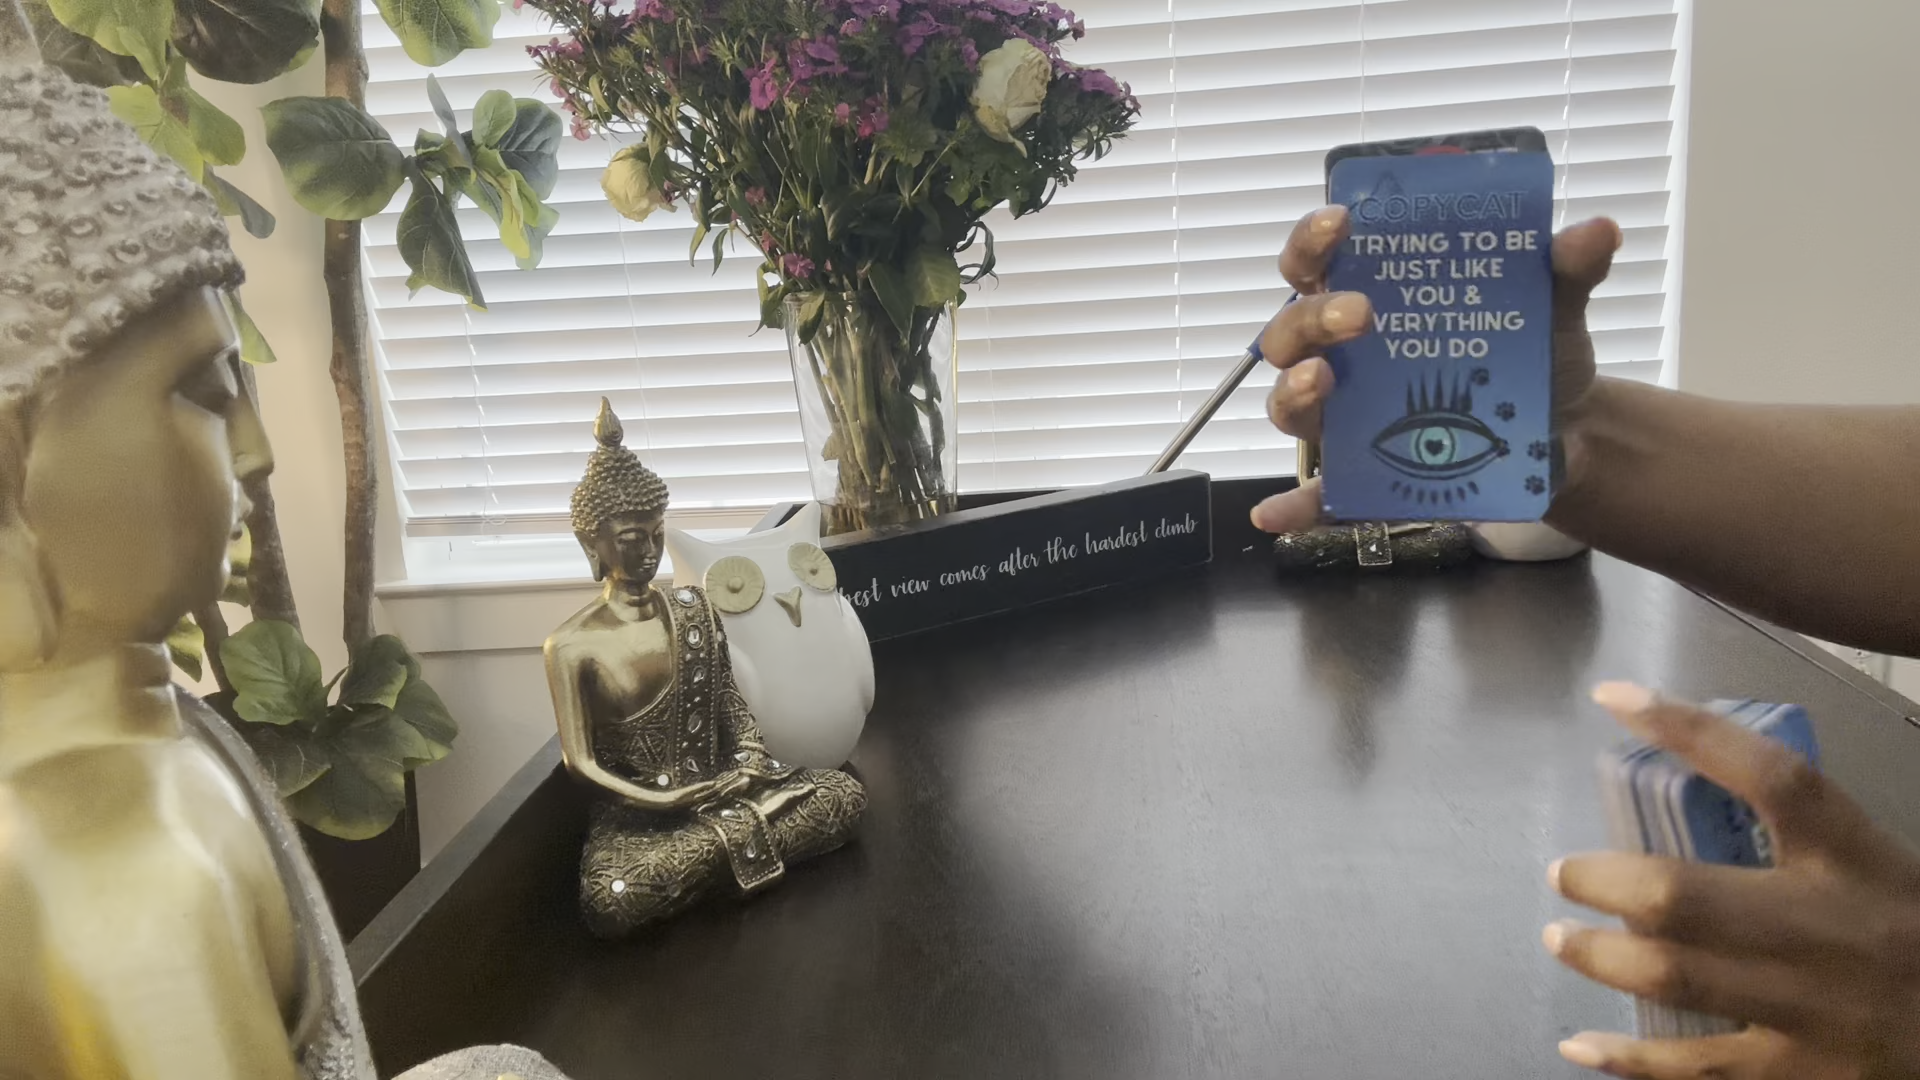 COPYCAT
TRYING TO BE
JUST LIKE
YOU &
VERYTHING
YOU DO
best view comes after the hardest climb